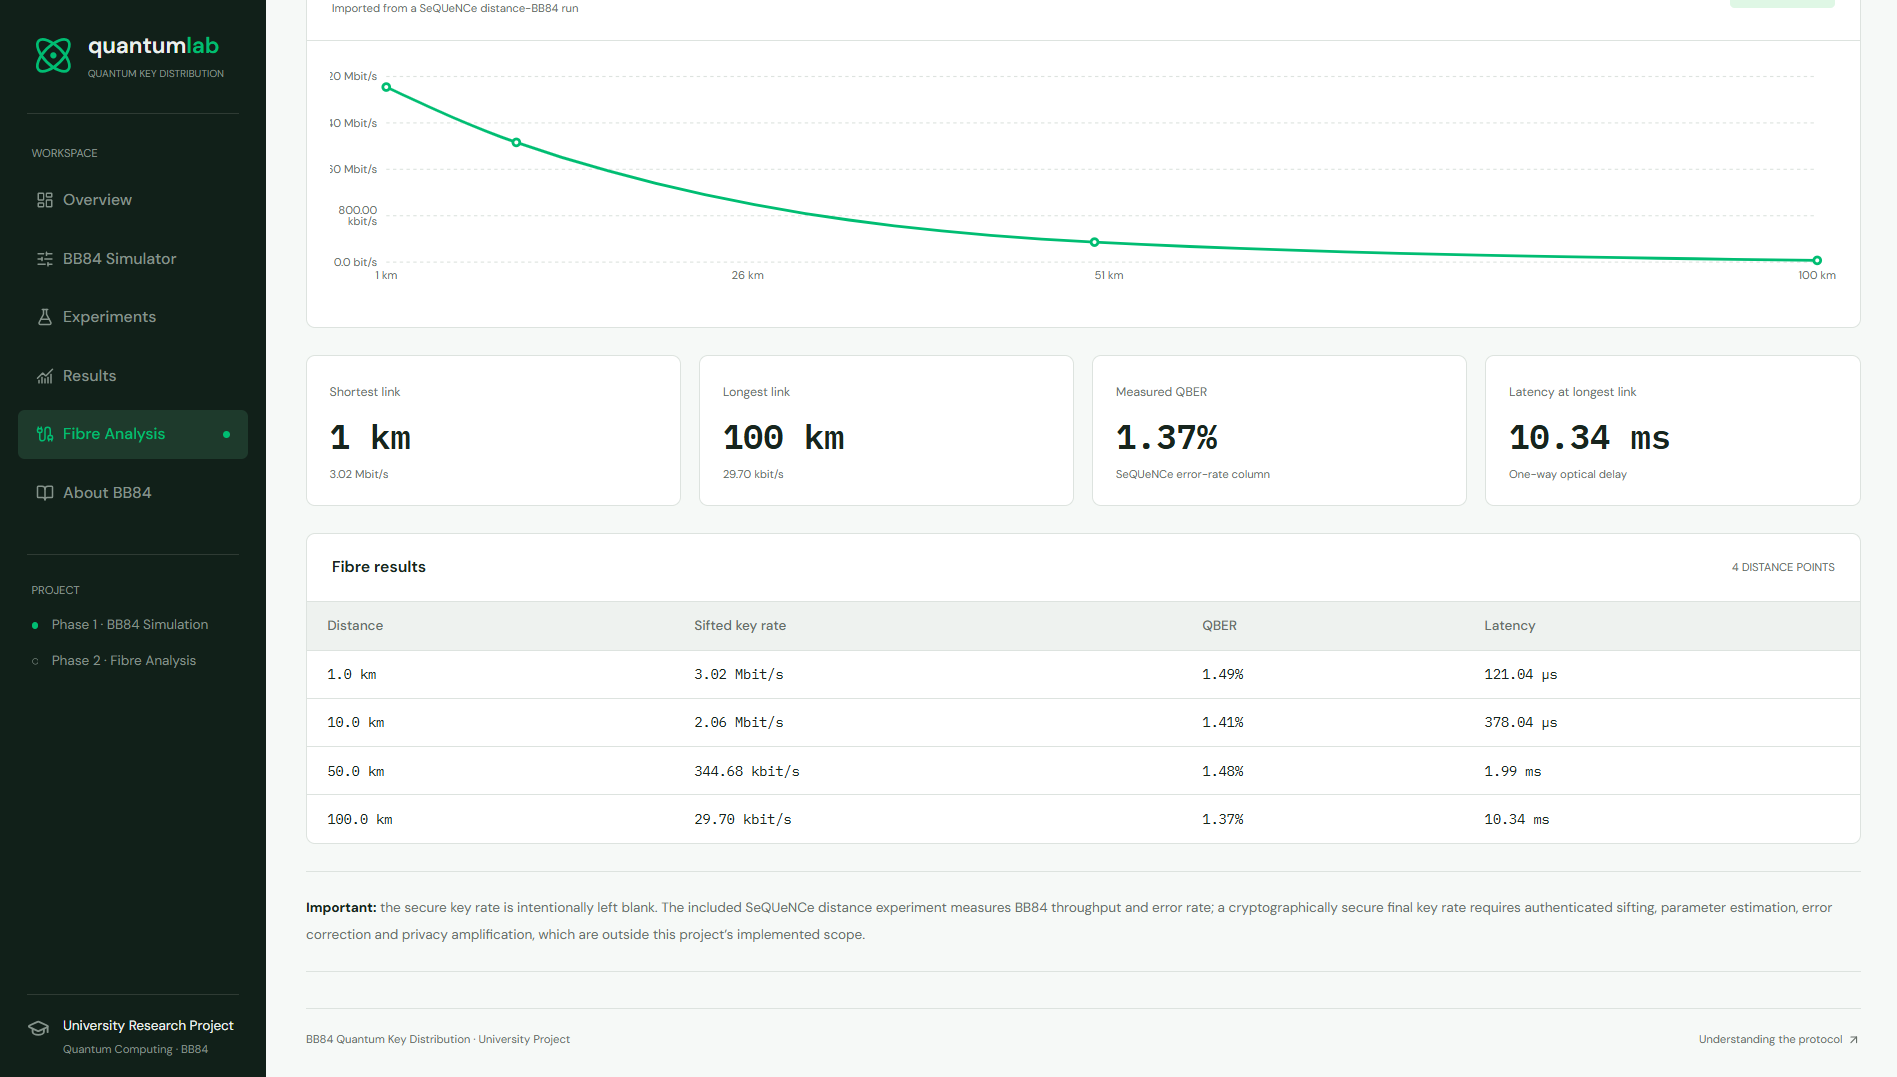 quantumlab
QUANTUM KEY DISTRIBUTION
WORKSPACE
Overview
BB84 Simulator
Experiments
Results
Fibre Analysis
About BB84
PROJECT
Phase 1 · BB84 Simulation
Phase 2 · Fibre Analysis
University Research Project
Quantum Computing · BB84
Imported from a SeQUeNCe distance-BB84 run
20 Mbit/s
40 Mbit/s
60 Mbit/s
800.00
kbit/s
0.0 bit/s
1 km
26 km
51 km
100 km
Shortest link
1 km
3.02 Mbit/s
Longest link
100 km
29.70 kbit/s
Measured QBER
1.37%
SeQUeNCe error-rate column
Latency at longest link
10.34 ms
One-way optical delay
Fibre results
4 DISTANCE POINTS
Distance Sifted key rate QBER Latency
1.0 km 3.02 Mbit/s 1.49% 121.04 µs
10.0 km 2.06 Mbit/s 1.41% 378.04 µs
50.0 km 344.68 kbit/s 1.48% 1.99 ms
100.0 km 29.70 kbit/s 1.37% 10.34 ms
Important: the secure key rate is intentionally left blank. The included SeQUeNCe distance experiment measures BB84 throughput and error rate; a cryptographically secure final key rate requires authenticated sifting, parameter estimation, error
correction and privacy amplification, which are outside this project's implemented scope.
BB84 Quantum Key Distribution · University Project
Understanding the protocol